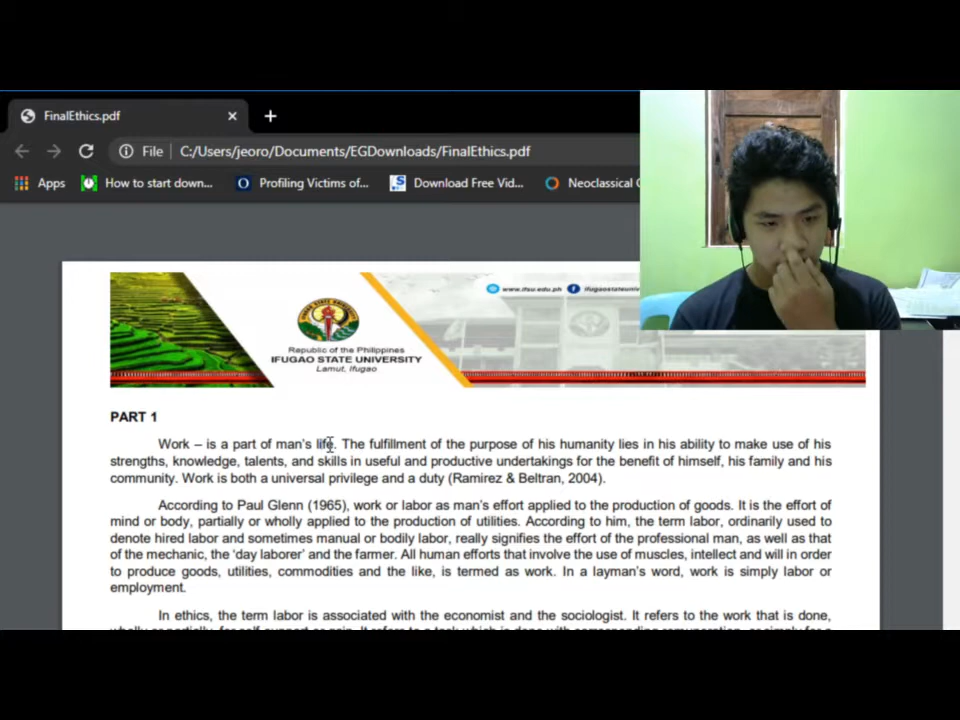 FinalEthics.pdf
File C:/Users/jeoro/Documents/EGDownloads/FinalEthics.pdf
Apps How to start down... Profiling Victims of... Download Free Vid... Neoclassical
www.ifsu.edu.ph
Republic of the Philippines
IFUGAO STATE UNIVERSITY
Lamut, Ifugao
PART 1
Work – is a part of man's life. The fulfillment of the purpose of his humanity lies in his ability to make use of his
strengths, knowledge, talents, and skills in useful and productive undertakings for the benefit of himself, his family and his
community. Work is both a universal privilege and a duty (Ramirez & Beltran, 2004).
According to Paul Glenn (1965), work or labor as man's effort applied to the production of goods. It is the effort of
mind or body, partially or wholly applied to the production of utilities. According to him, the term labor, ordinarily used to
denote hired labor and sometimes manual or bodily labor, really signifies the effort of the professional man, as well as that
of the mechanic, the 'day laborer' and the farmer. All human efforts that involve the use of muscles, intellect and will in order
to produce goods, utilities, commodities and the like, is termed as work. In a layman's word, work is simply labor or
employment.
In ethics, the term labor is associated with the economist and the sociologist. It refers to the work that is done,